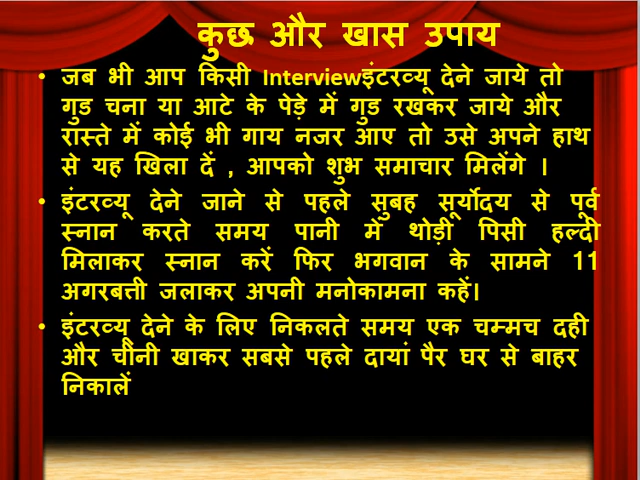 कुछ और खास उपाय
• जब भी आप किसी Interviewइंटरव्यू देने जाये तो
गुड चना या आटे के पेड़े में गुड रखकर जाये और
रास्ते में कोई भी गाय नजर आए तो उसे अपने हाथ
से यह खिला दें , आपको शुभ समाचार मिलेंगे ।
• इंटरव्यू देने जाने से पहले सुबह सूर्योदय से पूर्व
स्नान करते समय पानी में थोड़ी पिसी हल्दी
मिलाकर स्नान करें फिर भगवान के सामने 11
अगरबत्ती जलाकर अपनी मनोकामना कहें।
• इंटरव्यू देने के लिए निकलते समय एक चम्मच दही
और चीनी खाकर सबसे पहले दायां पैर घर से बाहर
निकालें